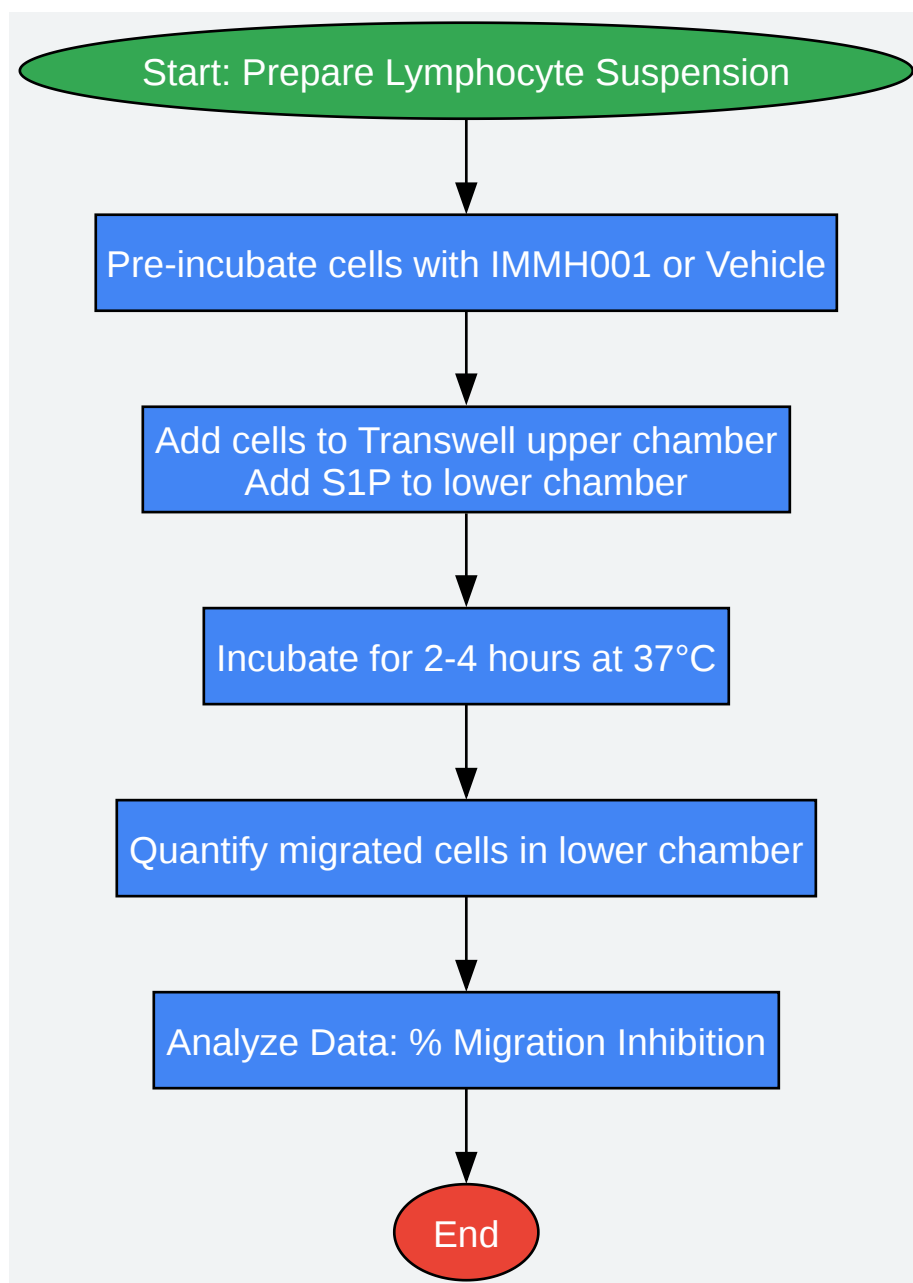 Start: Prepare Lymphocyte Suspension
Pre-incubate cells with IMMH001 or Vehicle
Add cells to Transwell upper chamber
Add S1P to lower chamber
Incubate for 2-4 hours at 37°C
Quantify migrated cells in lower chamber
Analyze Data: % Migration Inhibition
End